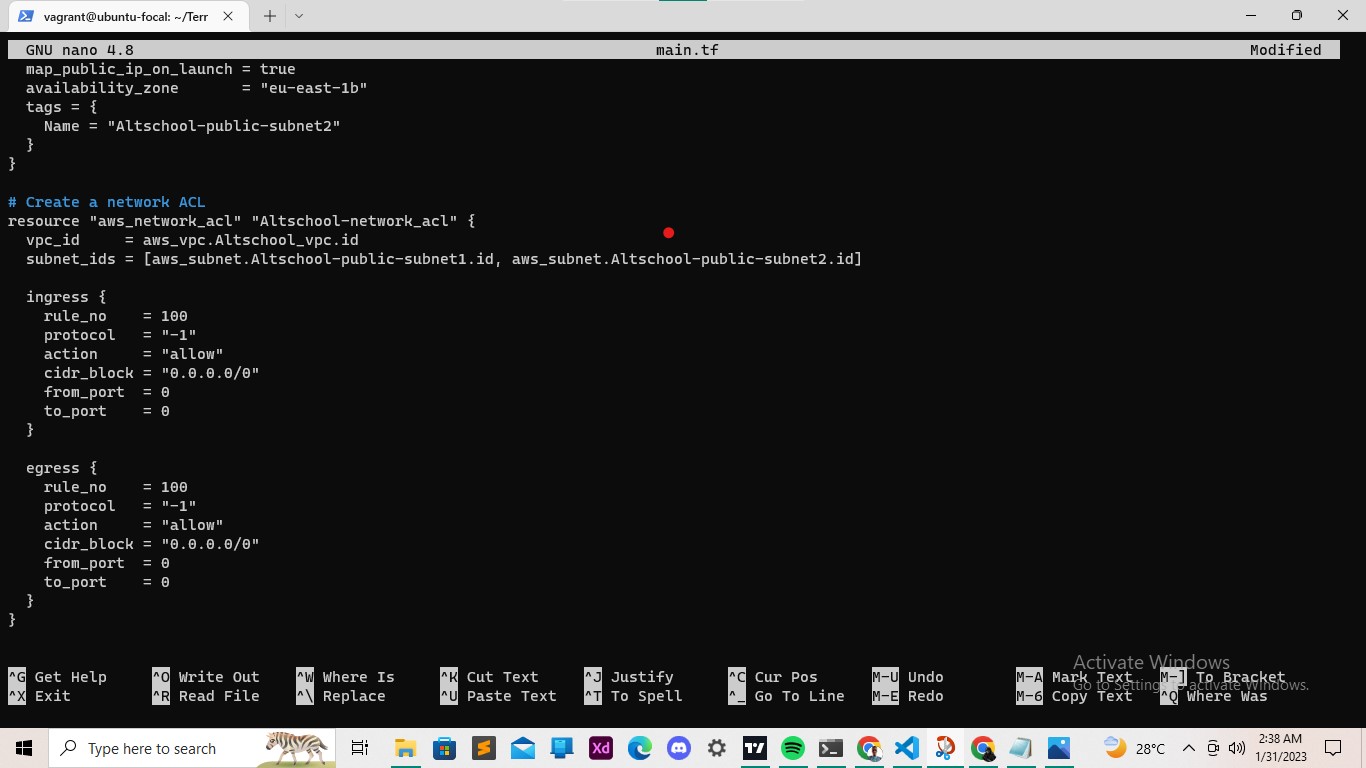 vagrant@ubuntu-focal: ~/Terr
GNU nano 4.8 main.tf Modified
map_public_ip_on_launch = true
availability_zone       = "eu-east-1b"
tags = {
Name = "Altschool-public-subnet2"
}
}
# Create a network ACL
resource "aws_network_acl" "Altschool-network_acl" {
vpc_id     = aws_vpc.Altschool_vpc.id
subnet_ids = [aws_subnet.Altschool-public-subnet1.id, aws_subnet.Altschool-public-subnet2.id]
ingress {
rule_no    = 100
protocol   = "-1"
action     = "allow"
cidr_block = "0.0.0.0/0"
from_port  = 0
to_port    = 0
}
egress {
rule_no    = 100
protocol   = "-1"
action     = "allow"
cidr_block = "0.0.0.0/0"
from_port  = 0
to_port    = 0
}
}
^G Get Help ^O Write Out ^W Where Is ^K Cut Text ^J Justify ^C Cur Pos M-U Undo M-A Mark Text M-] To Bracket
^X Exit ^R Read File ^\ Replace ^U Paste Text ^T To Spell ^_ Go To Line M-E Redo M-6 Copy Text ^Q Where Was
Activate Windows
Go to Settings to activate Windows.
Type here to search
Xd
28°C
2:38 AM
1/31/2023